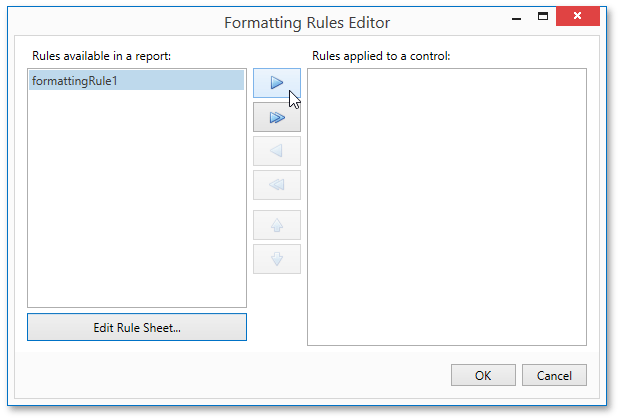 Formatting Rules Editor
Rules available in a report:
Rules applied to a control:
formattingRule1
Edit Rule Sheet...
OK
Cancel